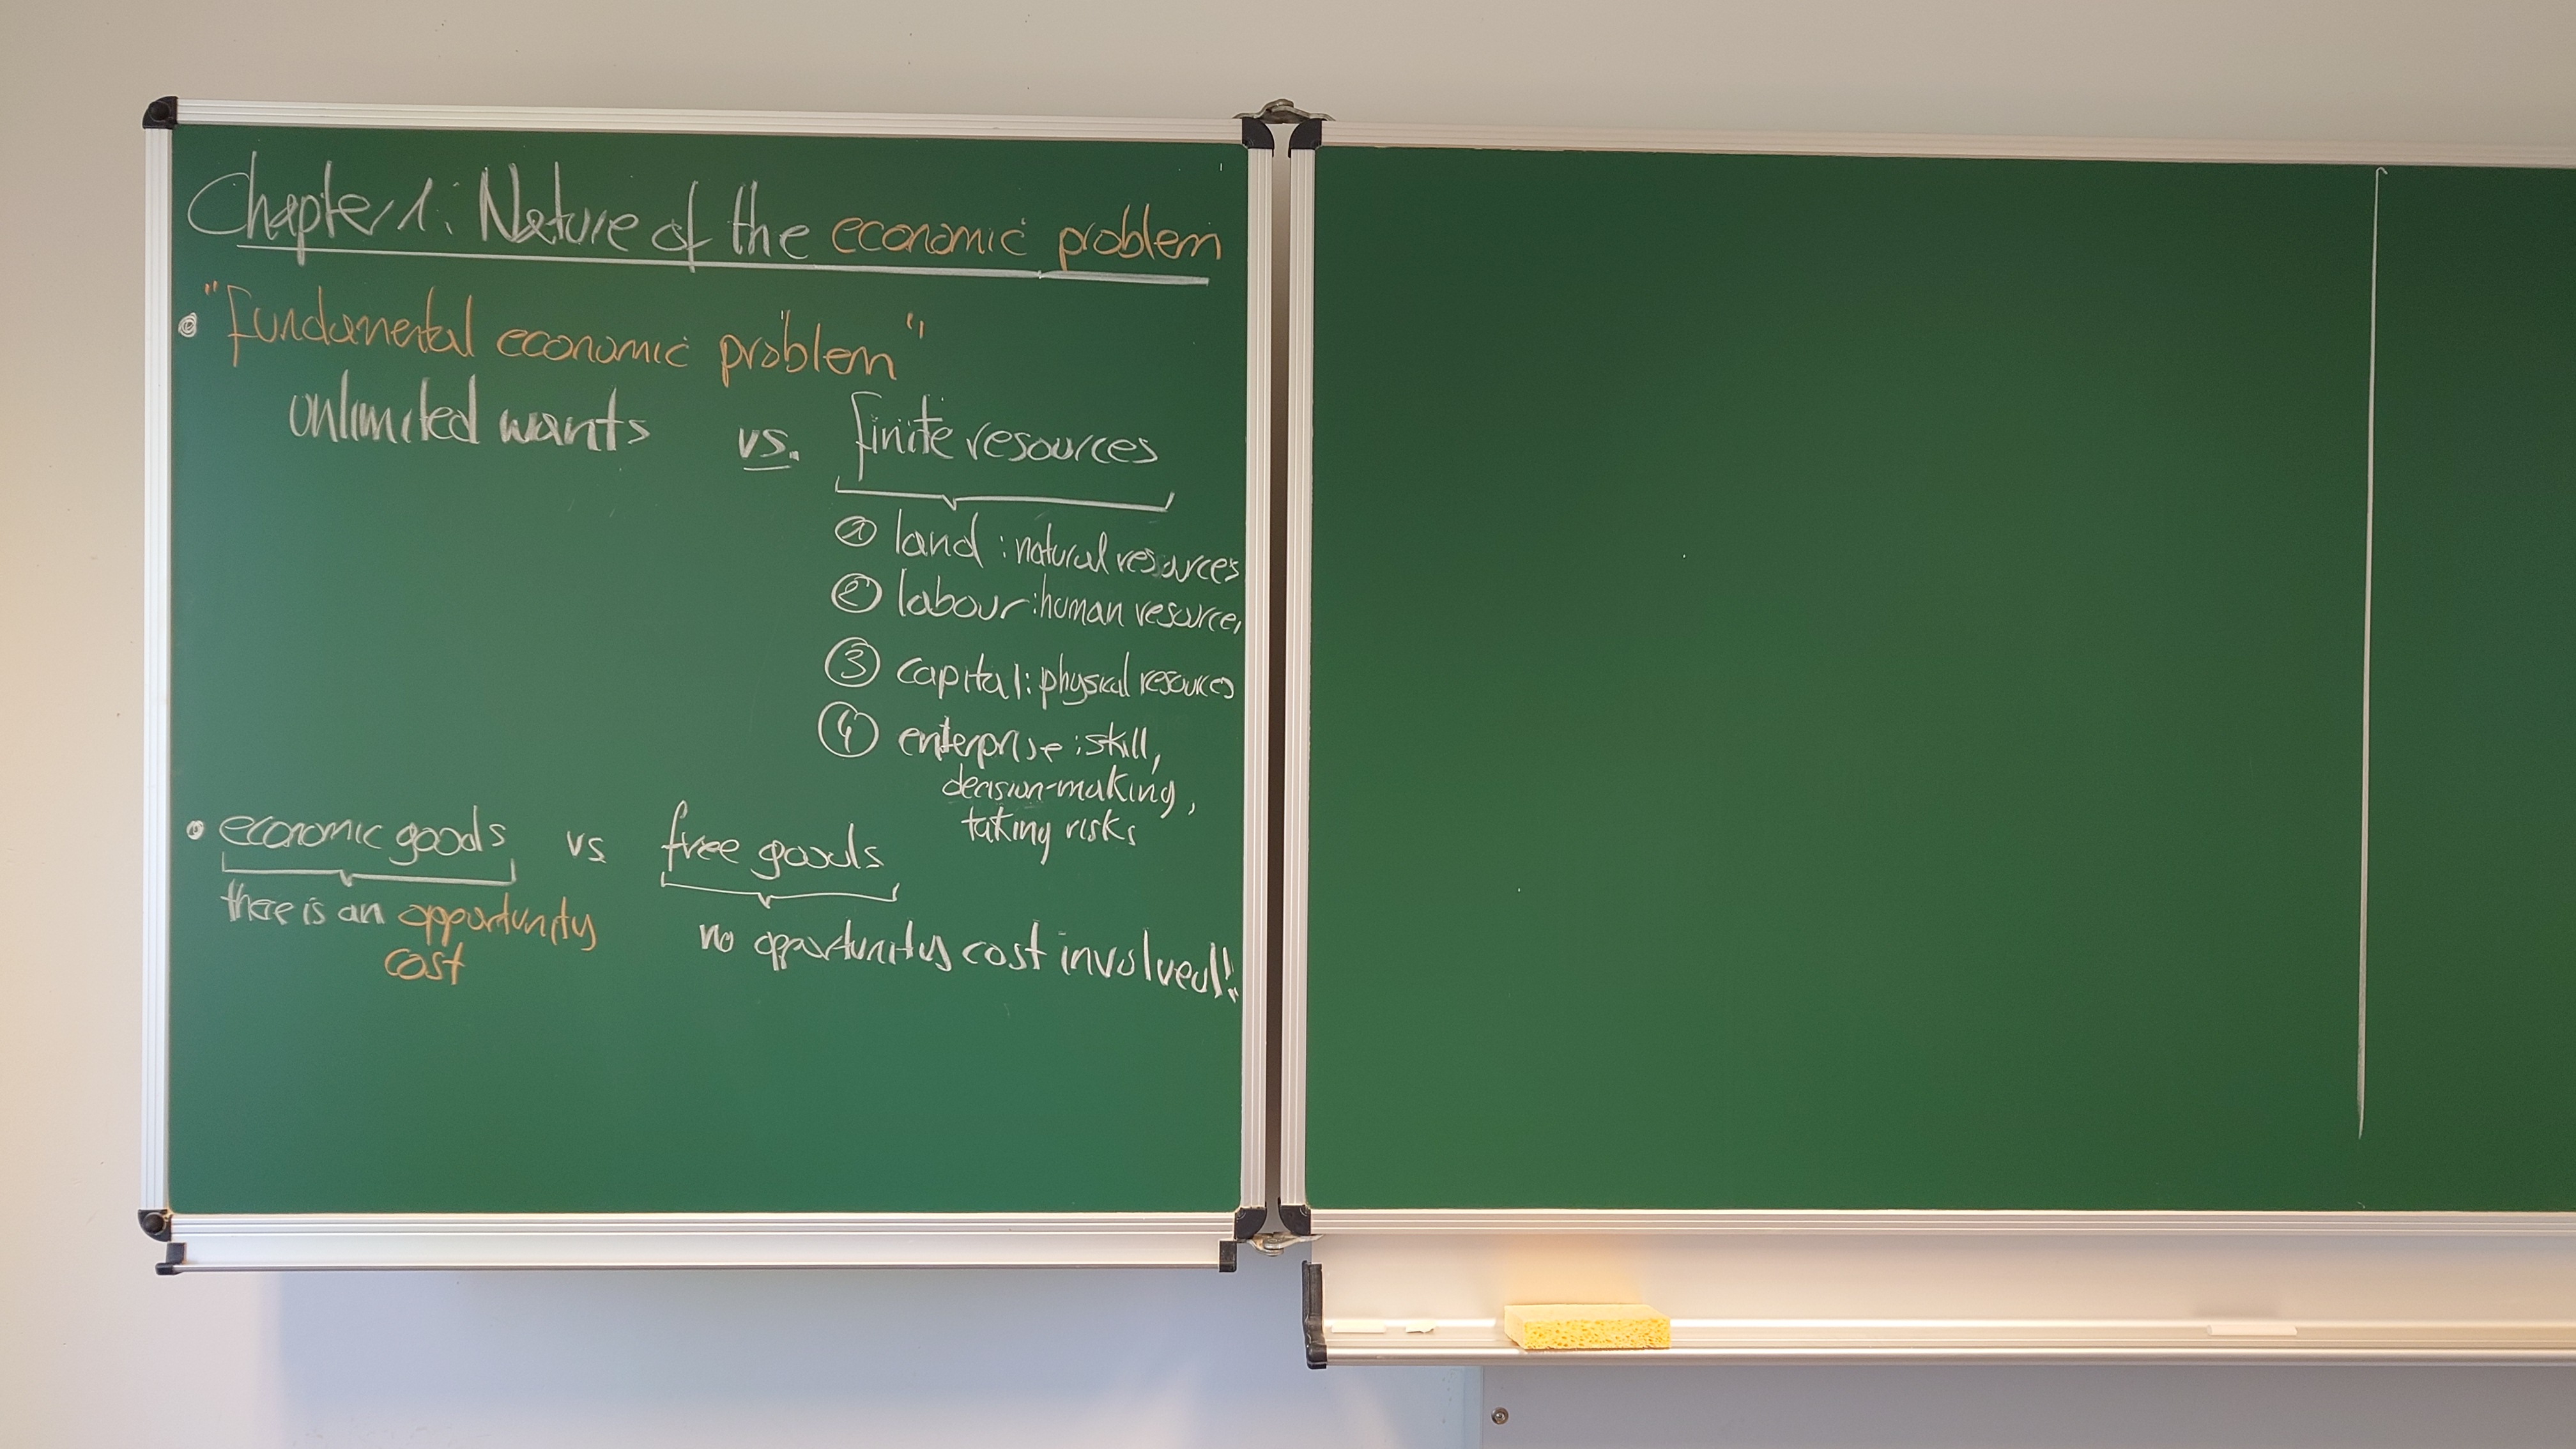 Chapter 1: Nature of the economic problem
• "fundamental economic problem"
unlimited wants vs. finite resources
① land: natural resources
② labour: human resources
③ capital: physical resources
④ enterprise: skill,
decision-making,
taking risks
• economic goods vs free goods
there is an opportunity
cost
no opportunity cost involved!!